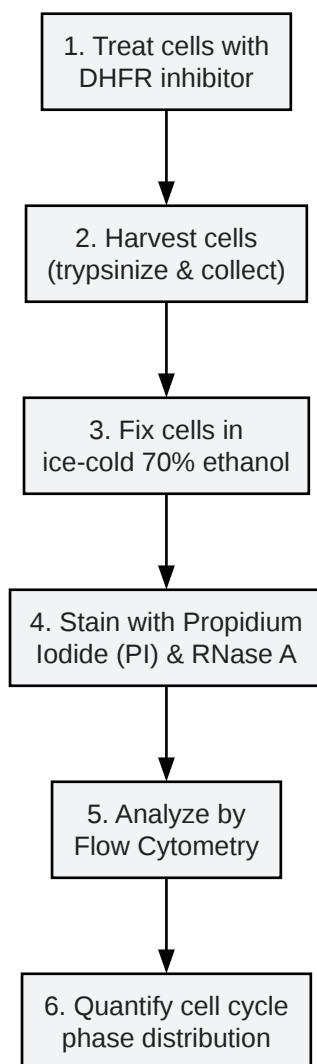 1. Treat cells with
DHFR inhibitor
2. Harvest cells
(trypsinize & collect)
3. Fix cells in
ice-cold 70% ethanol
4. Stain with Propidium
Iodide (PI) & RNase A
5. Analyze by
Flow Cytometry
6. Quantify cell cycle
phase distribution